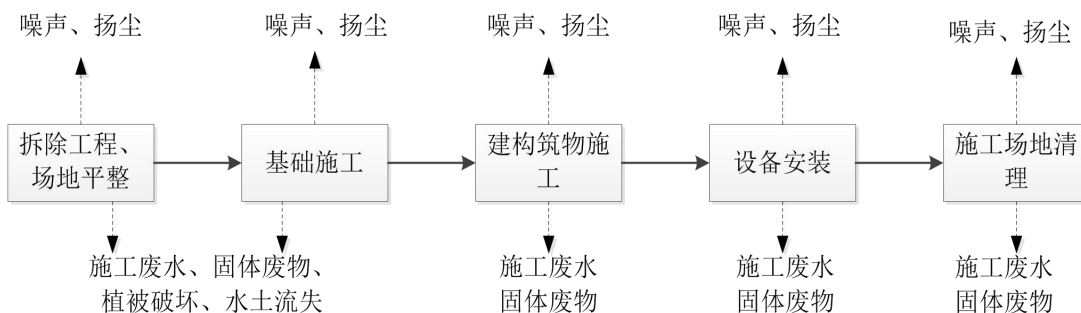 噪声、扬尘
噪声、扬尘
噪声、扬尘
噪声、扬尘
噪声、扬尘
拆除工程、
场地平整
基础施工
建构筑物施
工
设备安装
施工场地清
理
施工废水、固体废物、
植被破坏、水土流失
施工废水
固体废物
施工废水
固体废物
施工废水
固体废物